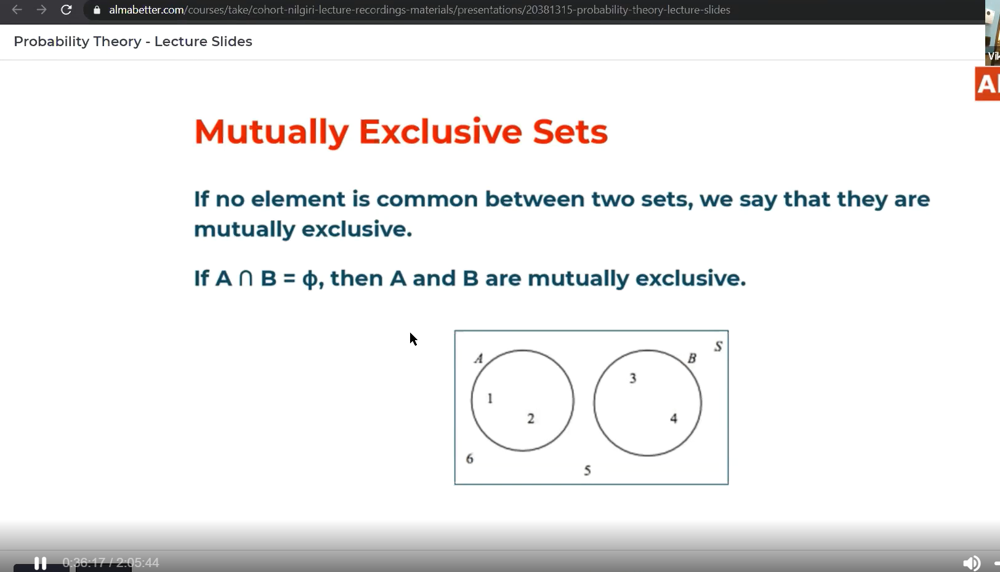 almabetter.com/courses/take/cohort-nilgiri-lecture-recordings-materials/presentations/20381315-probability-theory-lecture-slides
Probability Theory - Lecture Slides
Mutually Exclusive Sets
If no element is common between two sets, we say that they are
mutually exclusive.
If A ∩ B = ϕ, then A and B are mutually exclusive.
S
A
B
3
1
2
4
6
5
0:36:17 / 2:05:44